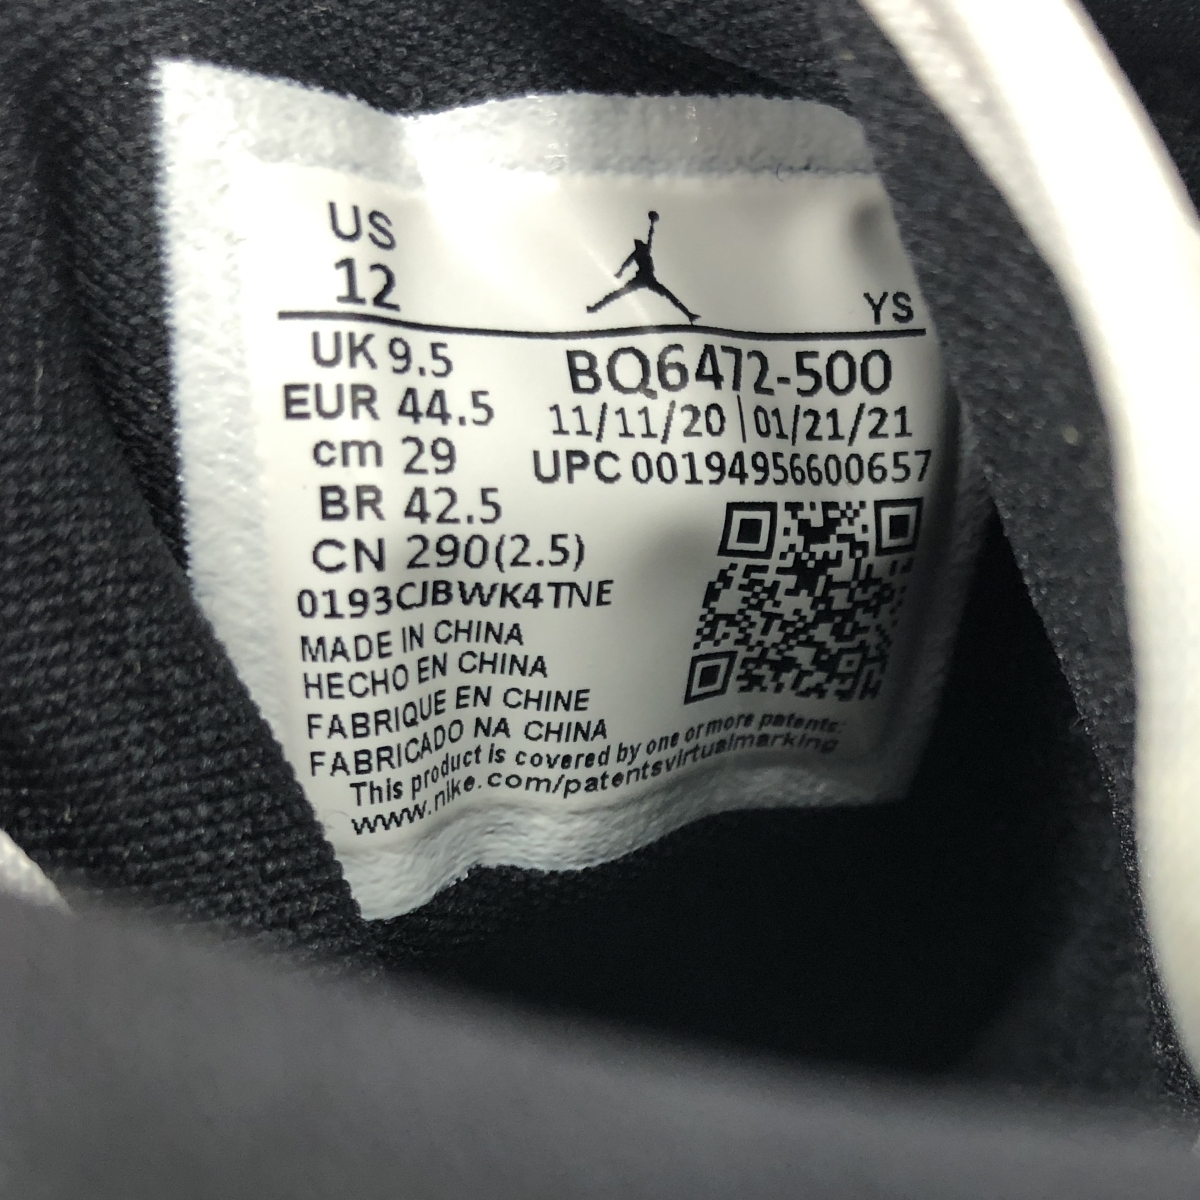 US
12
YS
UK 9.5
EUR 44.5
cm 29
BR 42.5
CN 290(2.5)
BQ6472-500
11/11/20 | 01/21/21
UPC 00194956600657
0193CJBWK4TNE
MADE IN CHINA
HECHO EN CHINA
FABRIQUE EN CHINE
FABRICADO NA CHINA
This product is covered by one or more patents:
www.nike.com/patentsvirtualmarking